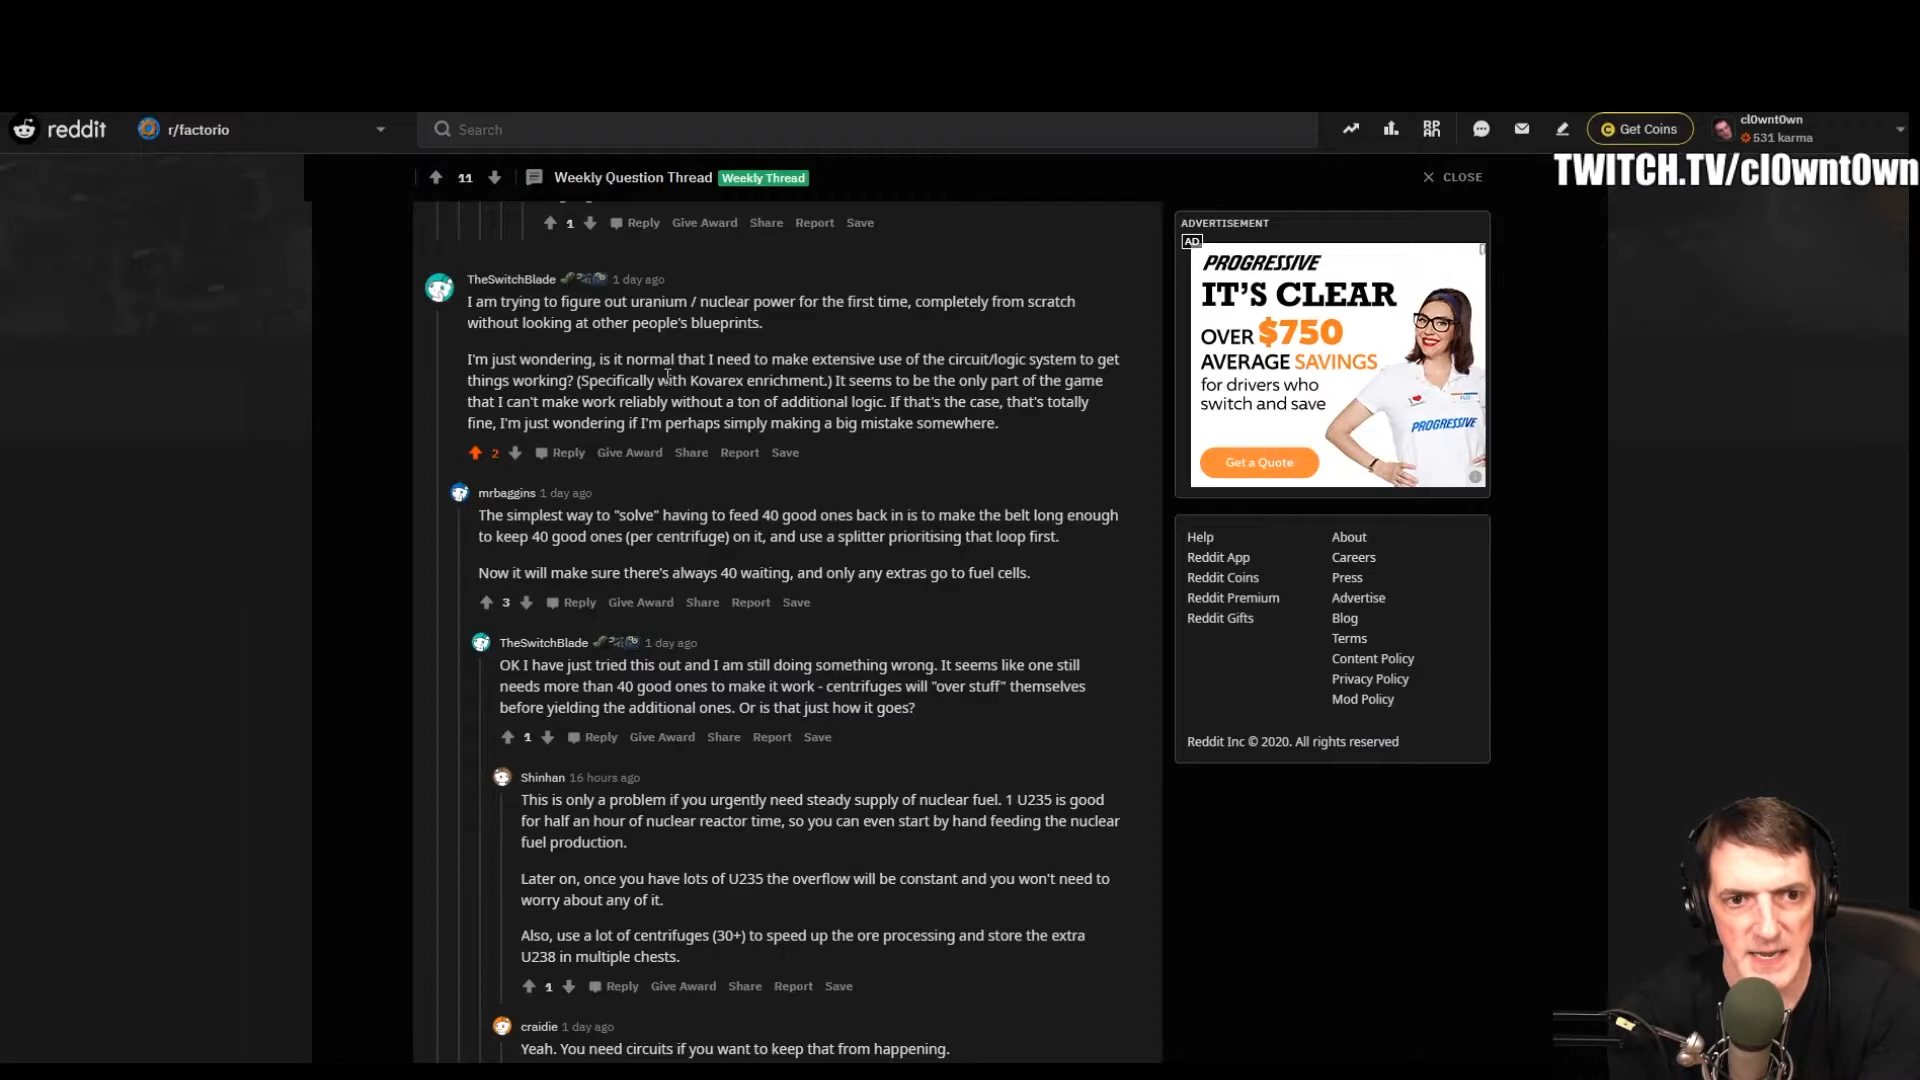 reddit
r/factorio
Search
Get Coins
cl0wnt0wn
531 karma
TWITCH.TV/cl0wnt0wn
11
Weekly Question Thread
Weekly Thread
CLOSE
1 Reply Give Award Share Report Save
TheSwitchBlade 1 day ago
I am trying to figure out uranium / nuclear power for the first time, completely from scratch
without looking at other people's blueprints.
I'm just wondering, is it normal that I need to make extensive use of the circuit/logic system to get
things working? (Specifically with Kovarex enrichment.) It seems to be the only part of the game
that I can't make work reliably without a ton of additional logic. If that's the case, that's totally
fine, I'm just wondering if I'm perhaps simply making a big mistake somewhere.
2 Reply Give Award Share Report Save
mrbaggins 1 day ago
The simplest way to "solve" having to feed 40 good ones back in is to make the belt long enough
to keep 40 good ones (per centrifuge) on it, and use a splitter prioritising that loop first.
Now it will make sure there's always 40 waiting, and only any extras go to fuel cells.
3 Reply Give Award Share Report Save
TheSwitchBlade 1 day ago
OK I have just tried this out and I am still doing something wrong. It seems like one still
needs more than 40 good ones to make it work - centrifuges will "over stuff" themselves
before yielding the additional ones. Or is that just how it goes?
1 Reply Give Award Share Report Save
Shinhan 16 hours ago
This is only a problem if you urgently need steady supply of nuclear fuel. 1 U235 is good
for half an hour of nuclear reactor time, so you can even start by hand feeding the nuclear
fuel production.
Later on, once you have lots of U235 the overflow will be constant and you won't need to
worry about any of it.
Also, use a lot of centrifuges (30+) to speed up the ore processing and store the extra
U238 in multiple chests.
1 Reply Give Award Share Report Save
craidie 1 day ago
Yeah. You need circuits if you want to keep that from happening.
ADVERTISEMENT
AD
PROGRESSIVE
IT'S CLEAR
OVER $750
AVERAGE SAVINGS
for drivers who
switch and save
PROGRESSIVE
Get a Quote
Help About
Reddit App Careers
Reddit Coins Press
Reddit Premium Advertise
Reddit Gifts Blog
Terms
Content Policy
Privacy Policy
Mod Policy
Reddit Inc © 2020. All rights reserved